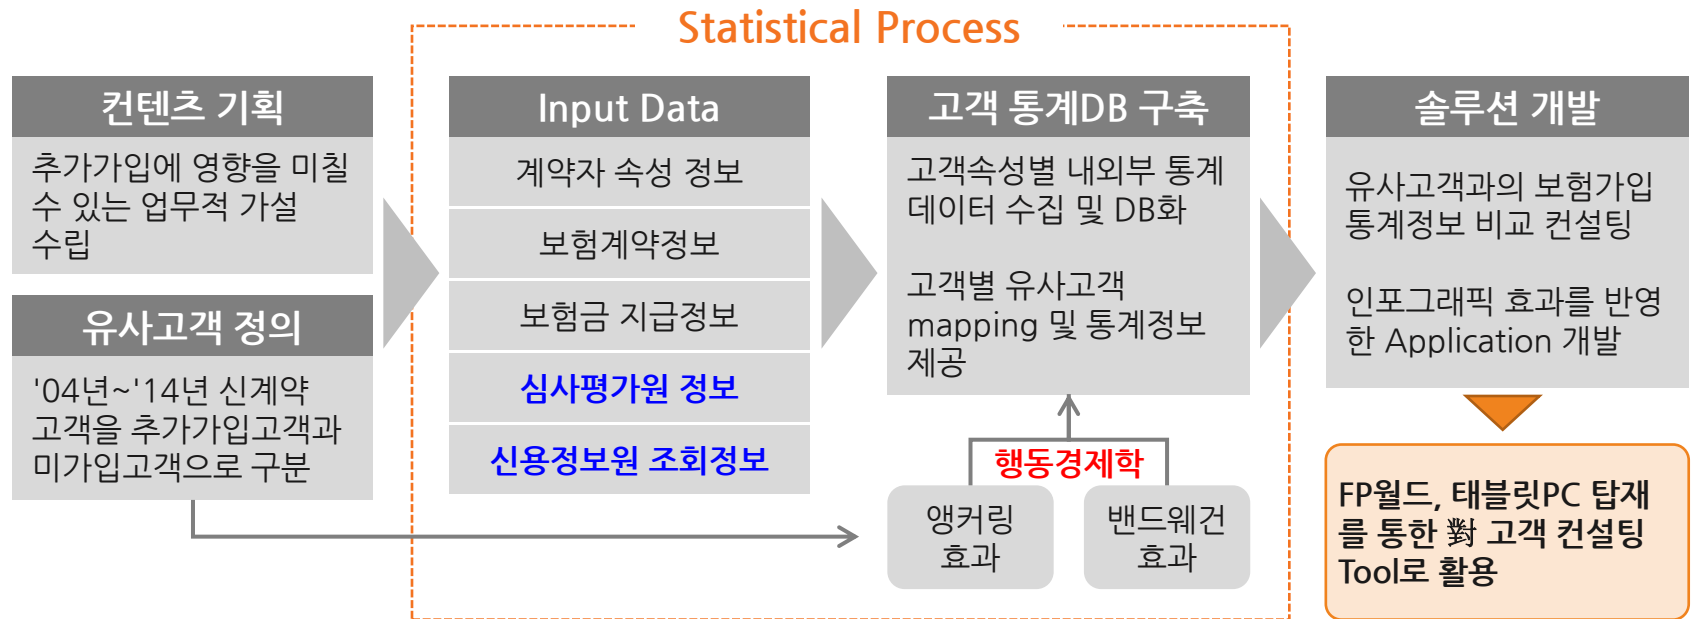 Statistical Process
컨텐츠 기획
추가가입에 영향을 미칠
수 있는 업무적 가설
수립
유사고객 정의
'04년~'14년 신계약
고객을 추가가입고객과
미가입고객으로 구분
Input Data
계약자 속성 정보
보험계약정보
보험금 지급정보
심사평가원 정보
신용정보원 조회정보
고객 통계DB 구축
고객속성별 내외부 통계
데이터 수집 및 DB화
고객별 유사고객
mapping 및 통계정보
제공
행동경제학
앵커링
효과
밴드웨건
효과
솔루션 개발
유사고객과의 보험가입
통계정보 비교 컨설팅
인포그래픽 효과를 반영
한 Application 개발
FP월드, 태블릿PC 탑재
를 통한 對 고객 컨설팅
Tool로 활용